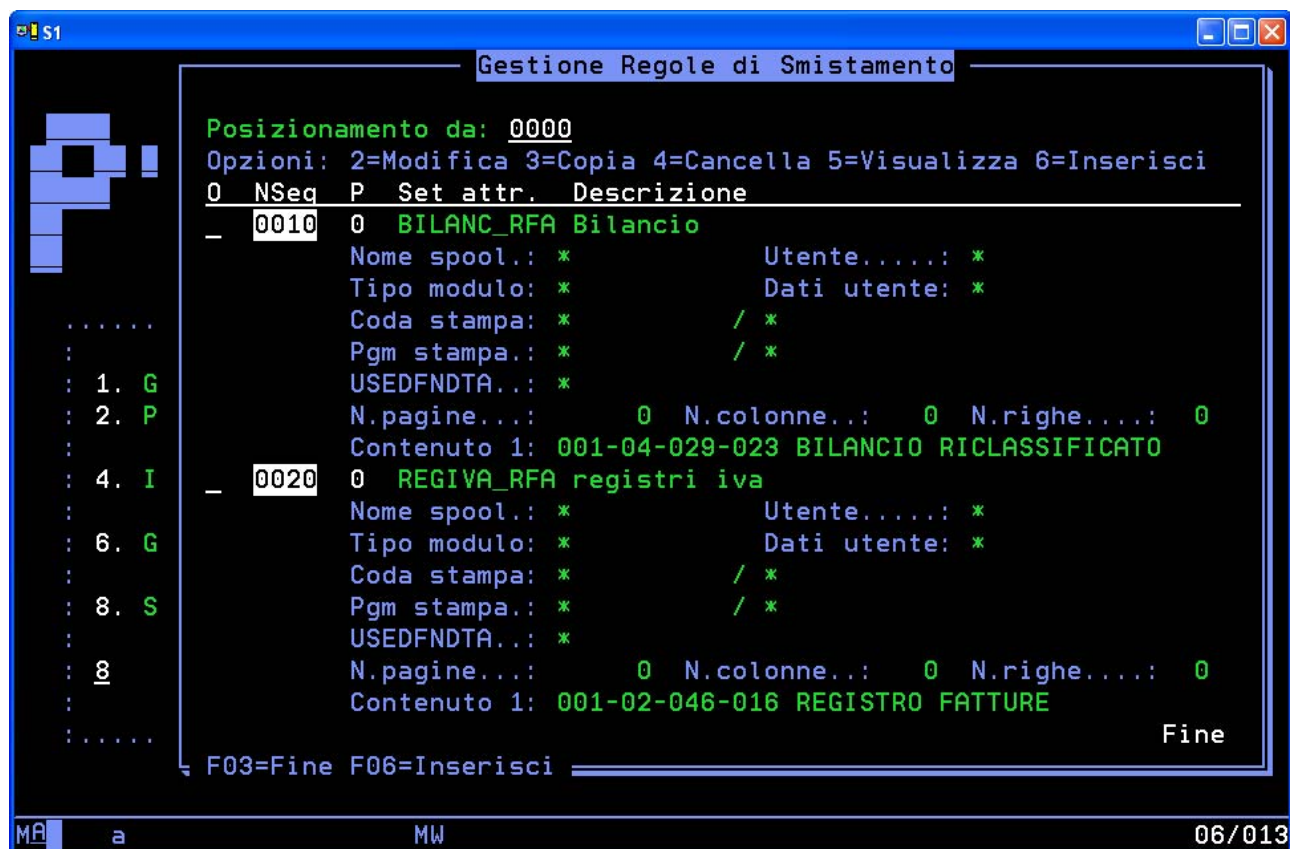 S1
Gestione Regole di Smistamento
Posizionamento da: 0000
Opzioni: 2=Modifica 3=Copia 4=Cancella 5=Visualizza 6=Inserisci
O NSeq P Set attr. Descrizione
_ 0010 0 BILANC_RFA Bilancio
Nome spool.: * Utente.....: *
Tipo modulo: * Dati utente: *
...... Coda stampa: * / *
: Pgm stampa.: * / *
: 1. G USEDFNDTA..: *
: 2. P N.pagine...: 0 N.colonne..: 0 N.righe....: 0
: Contenuto 1: 001-04-029-023 BILANCIO RICLASSIFICATO
: 4. I _ 0020 0 REGIVA_RFA registri iva
: Nome spool.: * Utente.....: *
: 6. G Tipo modulo: * Dati utente: *
: Coda stampa: * / *
: 8. S Pgm stampa.: * / *
: USEDFNDTA..: *
: 8 N.pagine...: 0 N.colonne..: 0 N.righe....: 0
: Contenuto 1: 001-02-046-016 REGISTRO FATTURE
:..... Fine
F03=Fine F06=Inserisci
MA a MW 06/013